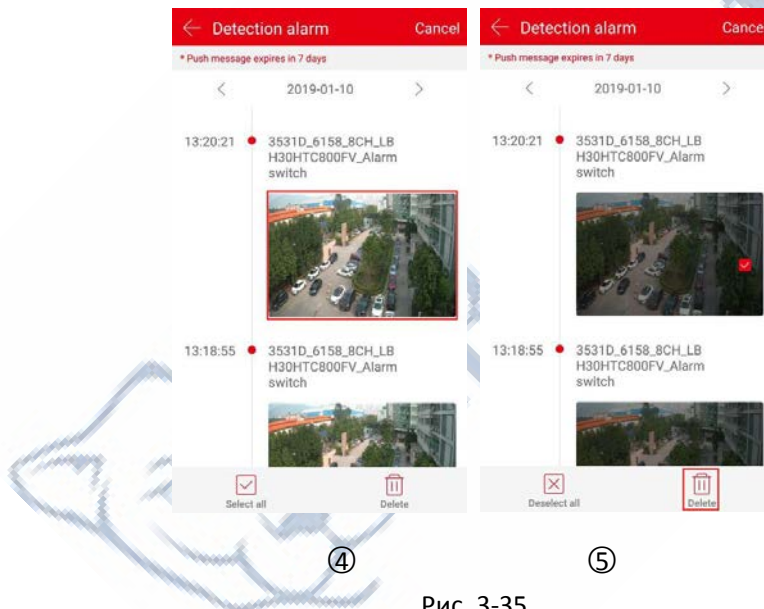 Detection alarm Cancel
* Push message expires in 7 days
< 2019-01-10 >
13:20:21 3531D_6158_8CH_LB
H30HTC800FV_Alarm
switch
13:18:55 3531D_6158_8CH_LB
H30HTC800FV_Alarm
switch
Select all Delete
④
Detection alarm Cance
* Push message expires in 7 days
< 2019-01-10 >
13:20:21 3531D_6158_8CH_LB
H30HTC800FV_Alarm
switch
13:18:55 3531D_6158_8CH_LB
H30HTC800FV_Alarm
switch
Deselect all Delete
⑤
Рис. 3-35